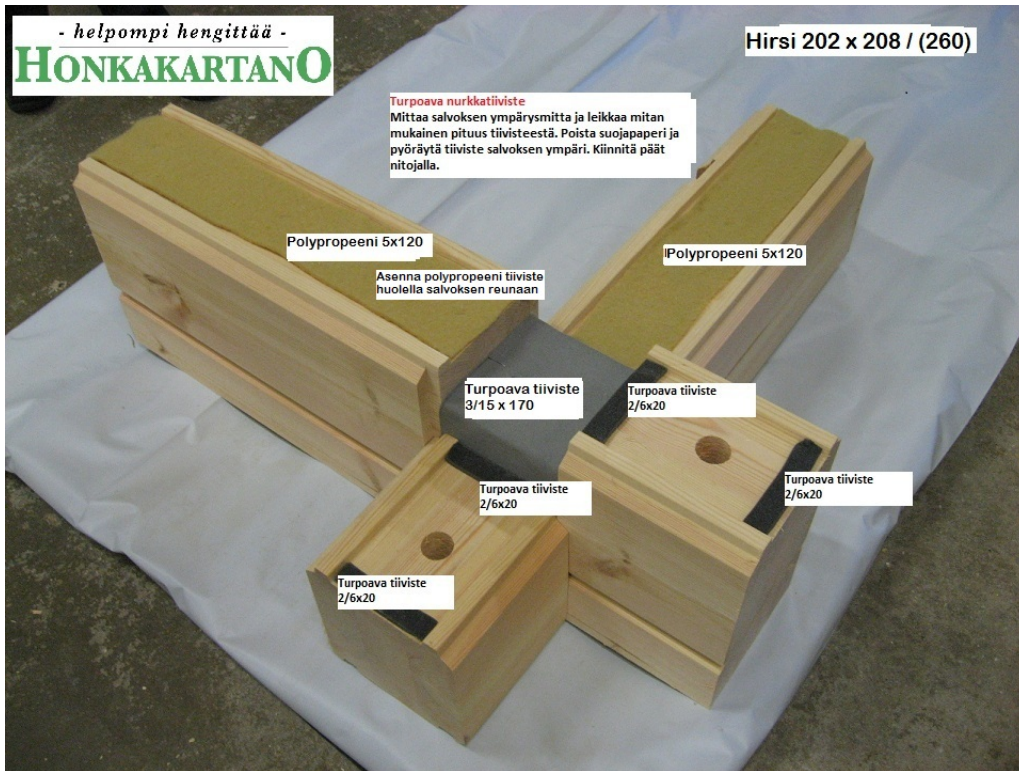 - helpompi hengittää -
HONKAKARTANO
Hirsi 202 x 208 / (260)
Turpoava nurkkatiiviste
Mittaa salvoksen ympärysmitta ja leikkaa mitan
mukainen pituus tiivisteestä. Poista suojapaperi ja
pyöräytä tiiviste salvoksen ympäri. Kiinnitä päät
nitojalla.
Polypropeeni 5x120
Polypropeeni 5x120
Asenna polypropeeni tiiviste
huolella salvoksen reunaan
Turpoava tiiviste
3/15 x 170
Turpoava tiiviste
2/6x20
Turpoava tiiviste
2/6x20
Turpoava tiiviste
2/6x20
Turpoava tiiviste
2/6x20